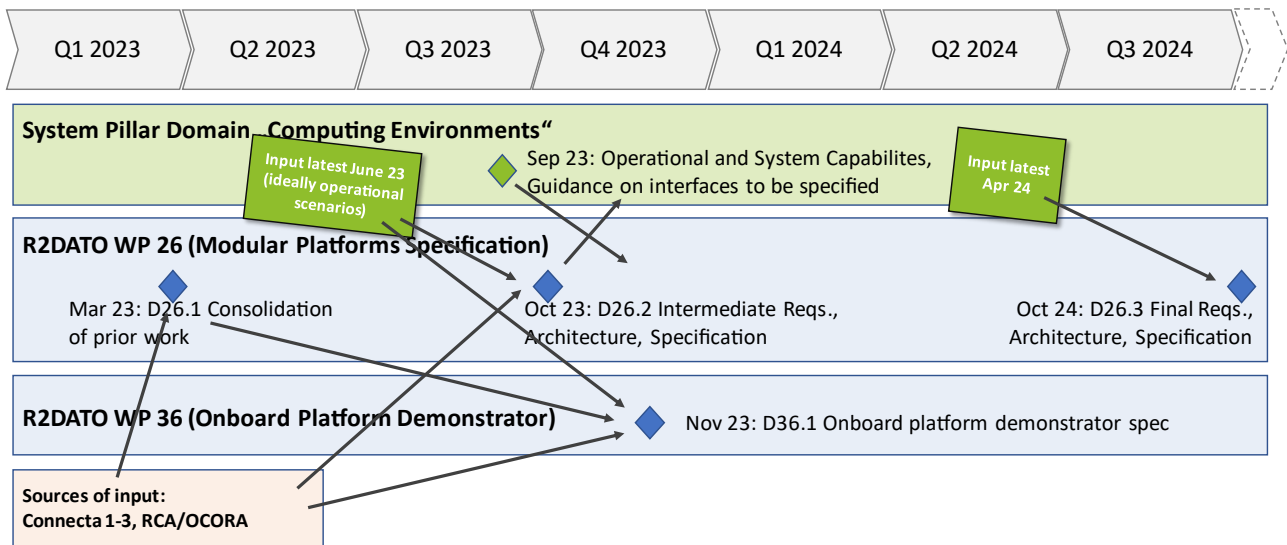 Q1 2023
Q2 2023
Q3 2023
Q4 2023
Q1 2024
Q2 2024
Q3 2024
System Pillar Domain „Computing Environments“
Input latest June 23
(ideally operational
scenarios)
Sep 23: Operational and System Capabilites,
Guidance on interfaces to be specified
Input latest
Apr 24
R2DATO WP 26 (Modular Platforms Specification)
Mar 23: D26.1 Consolidation
of prior work
Oct 23: D26.2 Intermediate Reqs.,
Architecture, Specification
Oct 24: D26.3 Final Reqs.,
Architecture, Specification
R2DATO WP 36 (Onboard Platform Demonstrator)
Nov 23: D36.1 Onboard platform demonstrator spec
Sources of input:
Connecta 1-3, RCA/OCORA